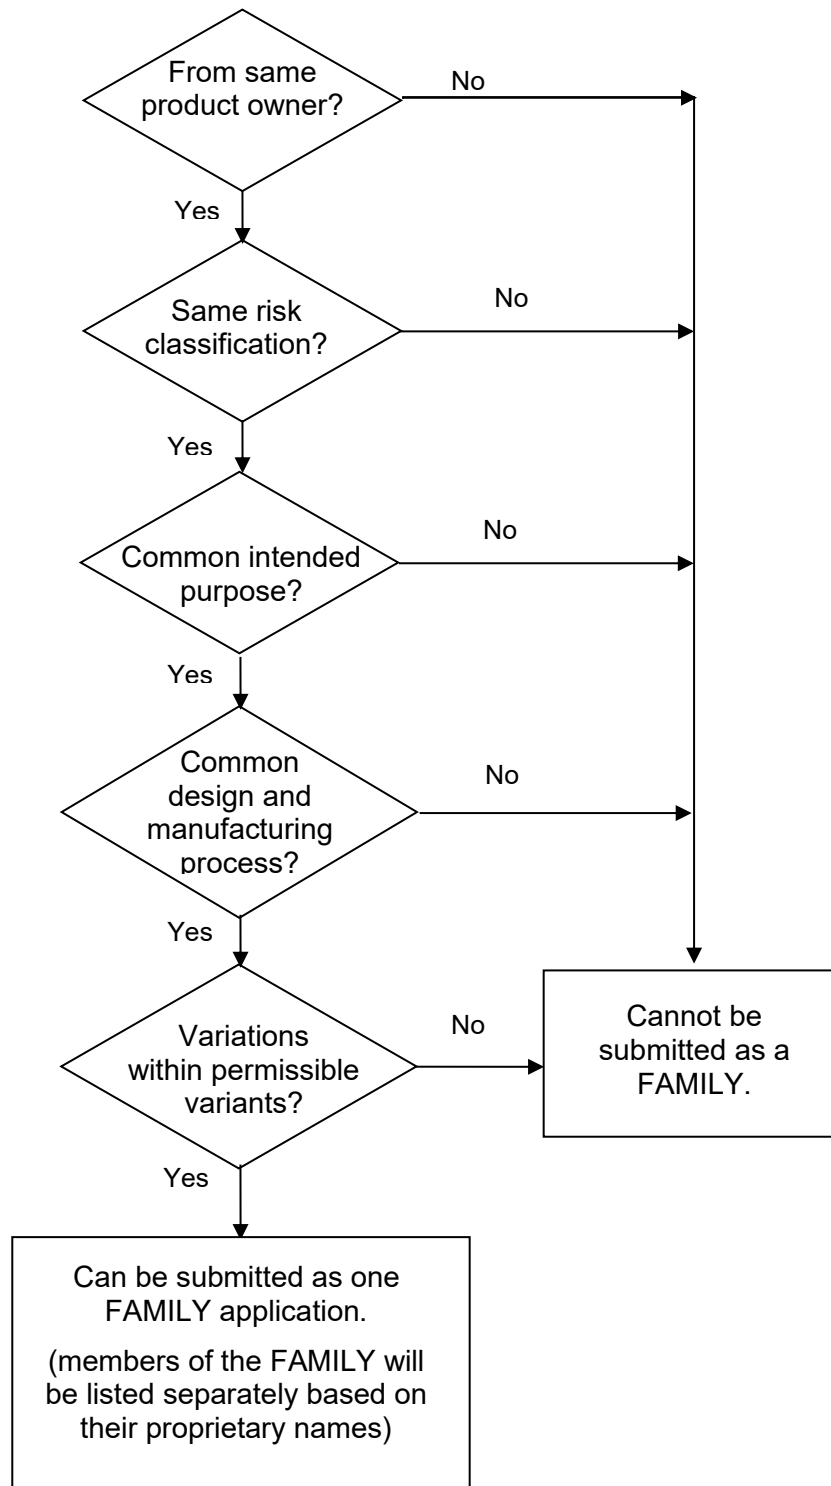 From same
product owner?
No
Yes
Same risk
classification?
No
Yes
Common intended
purpose?
No
Yes
Common
design and
manufacturing
process?
No
Yes
Variations
within permissible
variants?
No
Cannot be
submitted as a
FAMILY.
Yes
Can be submitted as one
FAMILY application.
(members of the FAMILY will
be listed separately based on
their proprietary names)